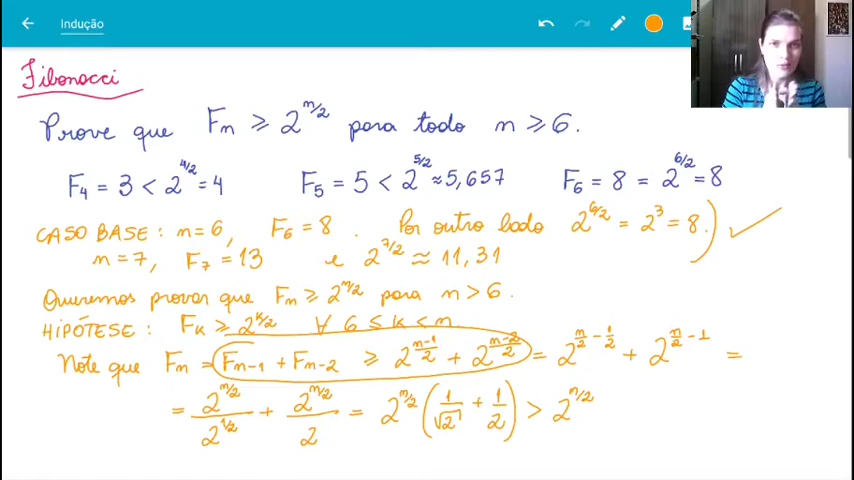 Indução
Fibonacci
Prove que Fₙ ≥ 2^(n/2) para todo n ≥ 6.
F₄ = 3 < 2^(4/2) = 4    F₅ = 5 < 2^(5/2) ≈ 5,657    F₆ = 8 = 2^(6/2) = 8
CASO BASE: n=6, F₆ = 8. Por outro lado 2^(6/2) = 2³ = 8.
n=7, F₇ = 13 e 2^(7/2) ≈ 11,31
Queremos provar que Fₙ ≥ 2^(n/2) para n > 6.
HIPÓTESE: Fₖ ≥ 2^(k/2) ∀ 6 ≤ k < n.
Note que Fₙ = Fₙ₋₁ + Fₙ₋₂ ≥ 2^((n-1)/2) + 2^((n-2)/2) = 2^(n/2 - 1/2) + 2^(n/2 - 1) =
= 2^(n/2)/2^(1/2) + 2^(n/2)/2 = 2^(n/2) (1/√2 + 1/2) > 2^(n/2)